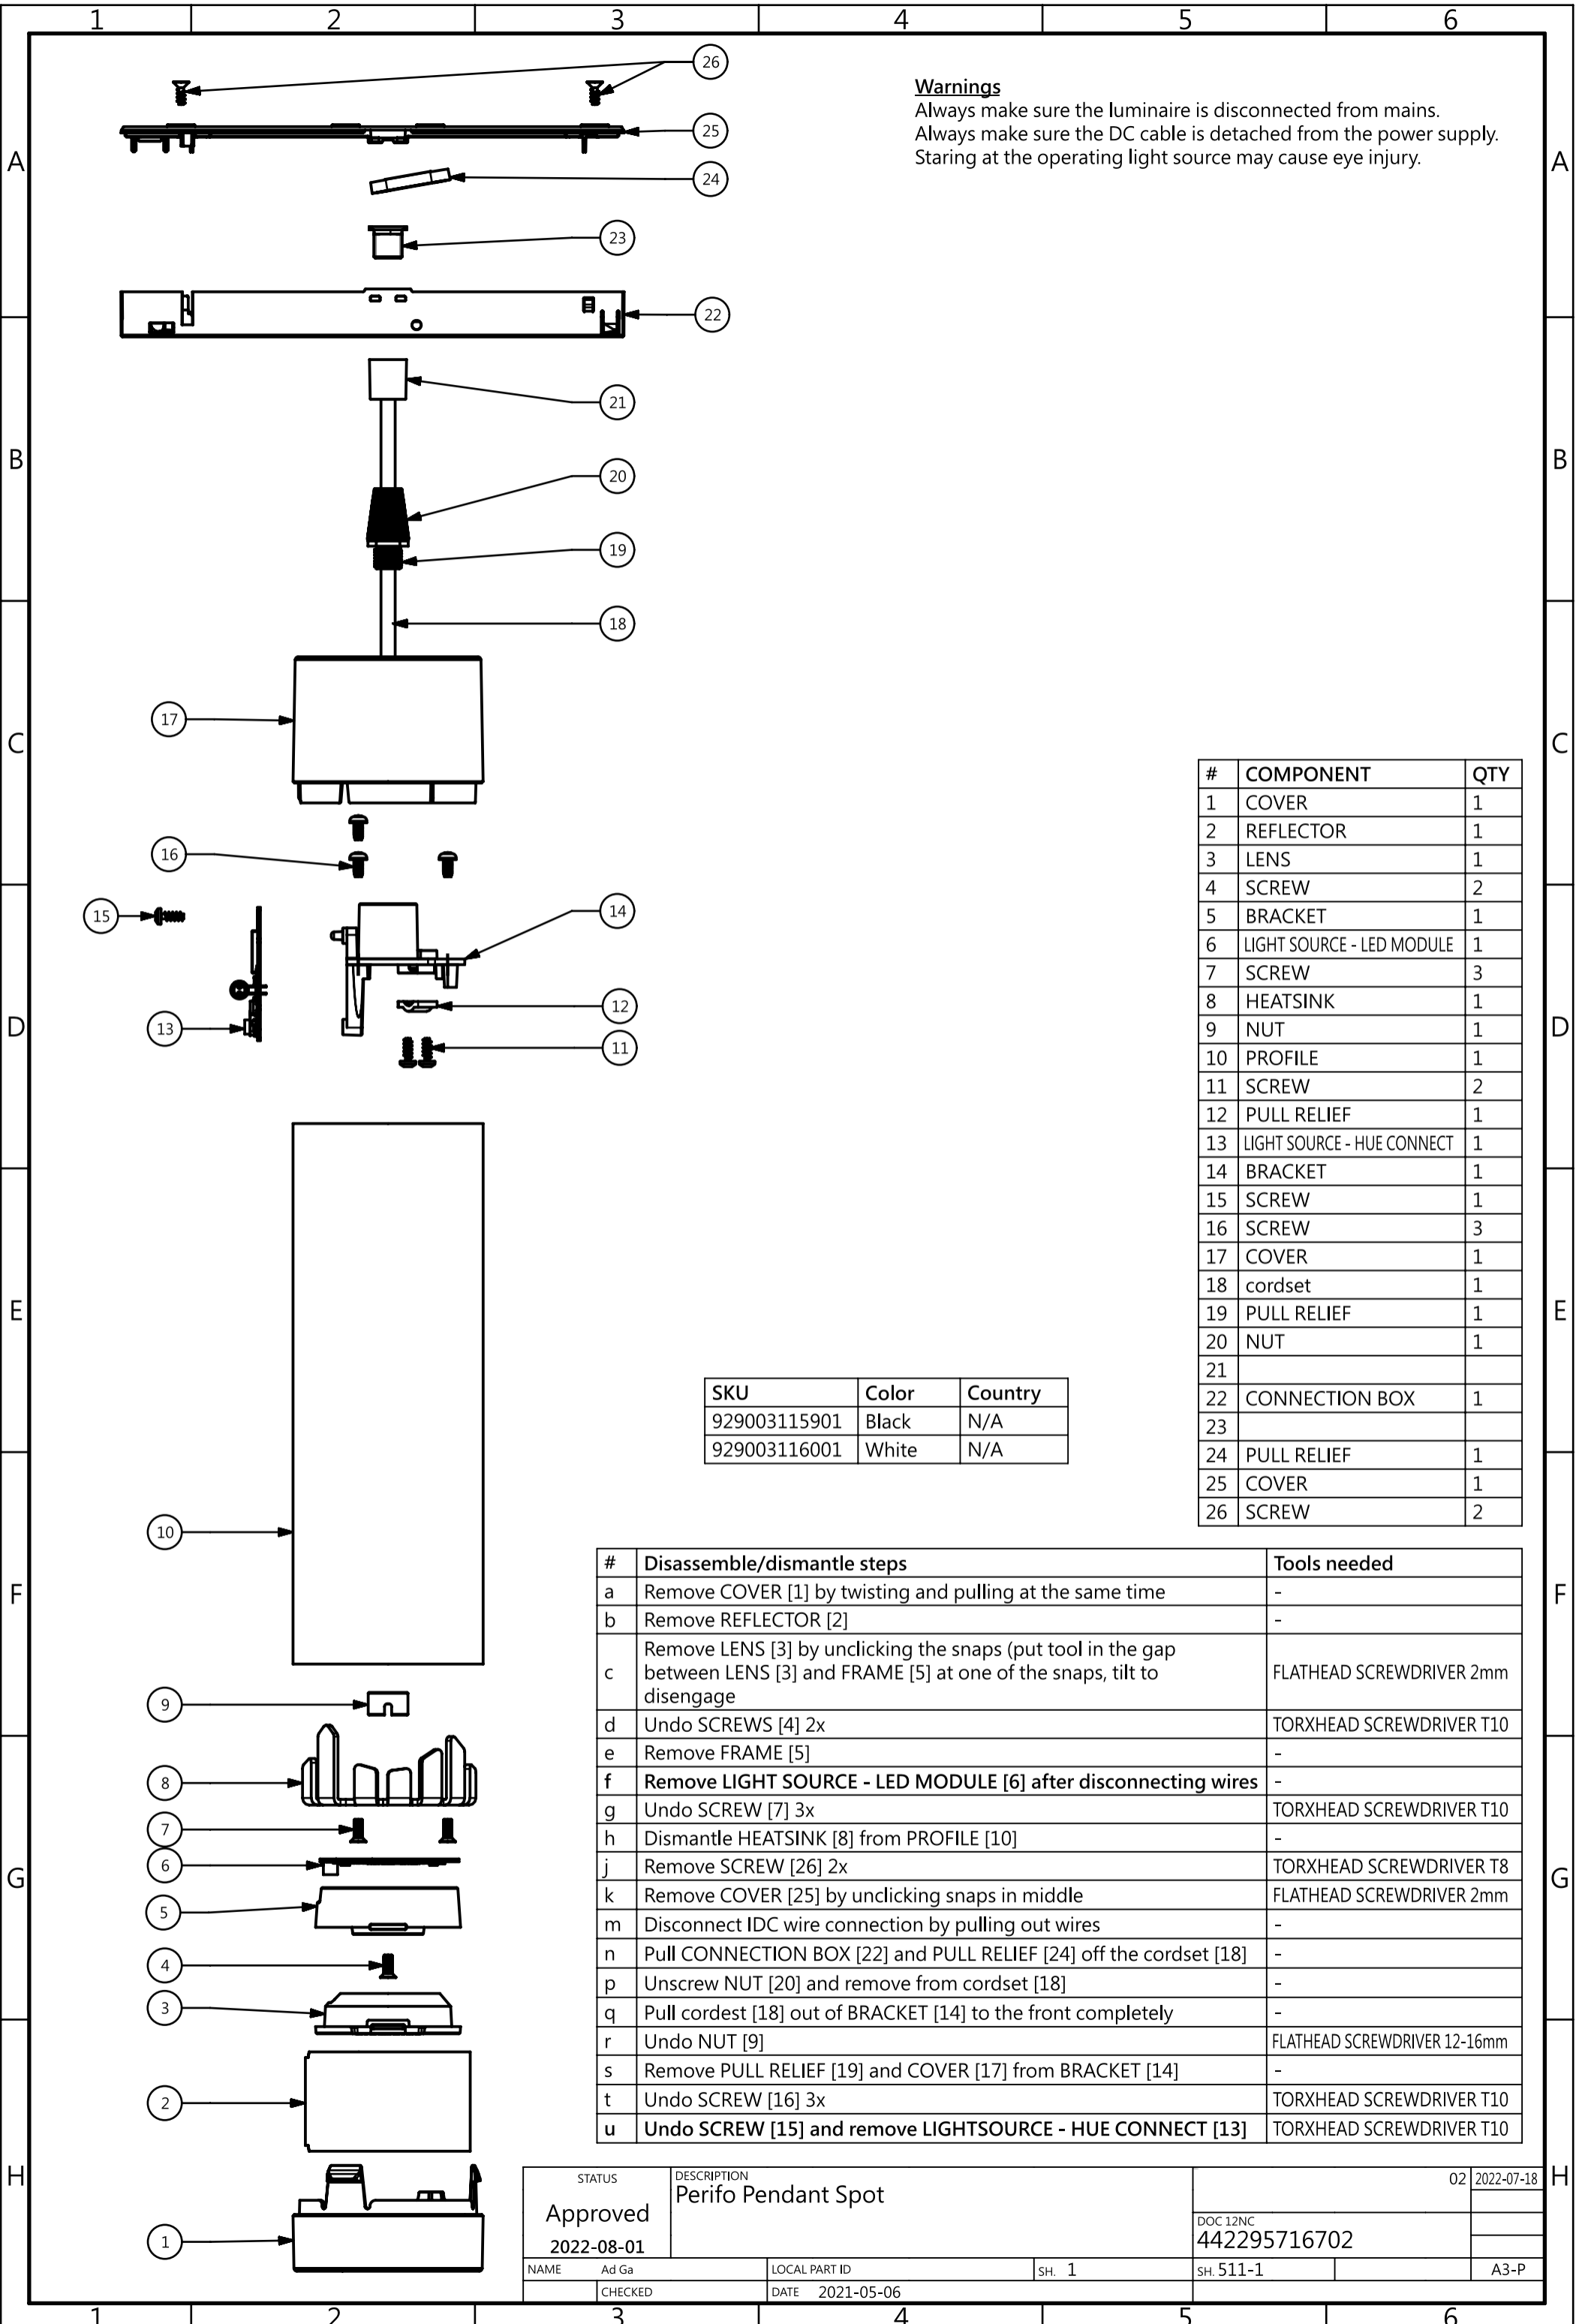 1 2 3 4 5 6
A
B
C
D
E
F
G
H
A
B
C
D
E
F
G
H
26
25
24
23
22
21
20
19
18
17
16
15
14
12
13
11
10
9
8
7
6
5
4
3
2
1
Warnings
Always make sure the luminaire is disconnected from mains.
Always make sure the DC cable is detached from the power supply.
Staring at the operating light source may cause eye injury.
# COMPONENT QTY
1 COVER 1
2 REFLECTOR 1
3 LENS 1
4 SCREW 2
5 BRACKET 1
6 LIGHT SOURCE - LED MODULE 1
7 SCREW 3
8 HEATSINK 1
9 NUT 1
10 PROFILE 1
11 SCREW 2
12 PULL RELIEF 1
13 LIGHT SOURCE - HUE CONNECT 1
14 BRACKET 1
15 SCREW 1
16 SCREW 3
17 COVER 1
18 cordset 1
19 PULL RELIEF 1
20 NUT 1
21
22 CONNECTION BOX 1
23
24 PULL RELIEF 1
25 COVER 1
26 SCREW 2
SKU Color Country
929003115901 Black N/A
929003116001 White N/A
# Disassemble/dismantle steps Tools needed
a Remove COVER [1] by twisting and pulling at the same time -
b Remove REFLECTOR [2] -
c Remove LENS [3] by unclicking the snaps (put tool in the gap
between LENS [3] and FRAME [5] at one of the snaps, tilt to
disengage FLATHEAD SCREWDRIVER 2mm
d Undo SCREWS [4] 2x TORXHEAD SCREWDRIVER T10
e Remove FRAME [5] -
f Remove LIGHT SOURCE - LED MODULE [6] after disconnecting wires -
g Undo SCREW [7] 3x TORXHEAD SCREWDRIVER T10
h Dismantle HEATSINK [8] from PROFILE [10] -
j Remove SCREW [26] 2x TORXHEAD SCREWDRIVER T8
k Remove COVER [25] by unclicking snaps in middle FLATHEAD SCREWDRIVER 2mm
m Disconnect IDC wire connection by pulling out wires -
n Pull CONNECTION BOX [22] and PULL RELIEF [24] off the cordset [18] -
p Unscrew NUT [20] and remove from cordset [18] -
q Pull cordest [18] out of BRACKET [14] to the front completely -
r Undo NUT [9] FLATHEAD SCREWDRIVER 12-16mm
s Remove PULL RELIEF [19] and COVER [17] from BRACKET [14] -
t Undo SCREW [16] 3x TORXHEAD SCREWDRIVER T10
u Undo SCREW [15] and remove LIGHTSOURCE - HUE CONNECT [13] TORXHEAD SCREWDRIVER T10
STATUS
Approved
2022-08-01
DESCRIPTION
Perifo Pendant Spot
02 2022-07-18
DOC 12NC
442295716702
NAME Ad Ga LOCAL PART ID SH. 1 SH. 511-1 A3-P
CHECKED DATE 2021-05-06
1 2 3 4 5 6